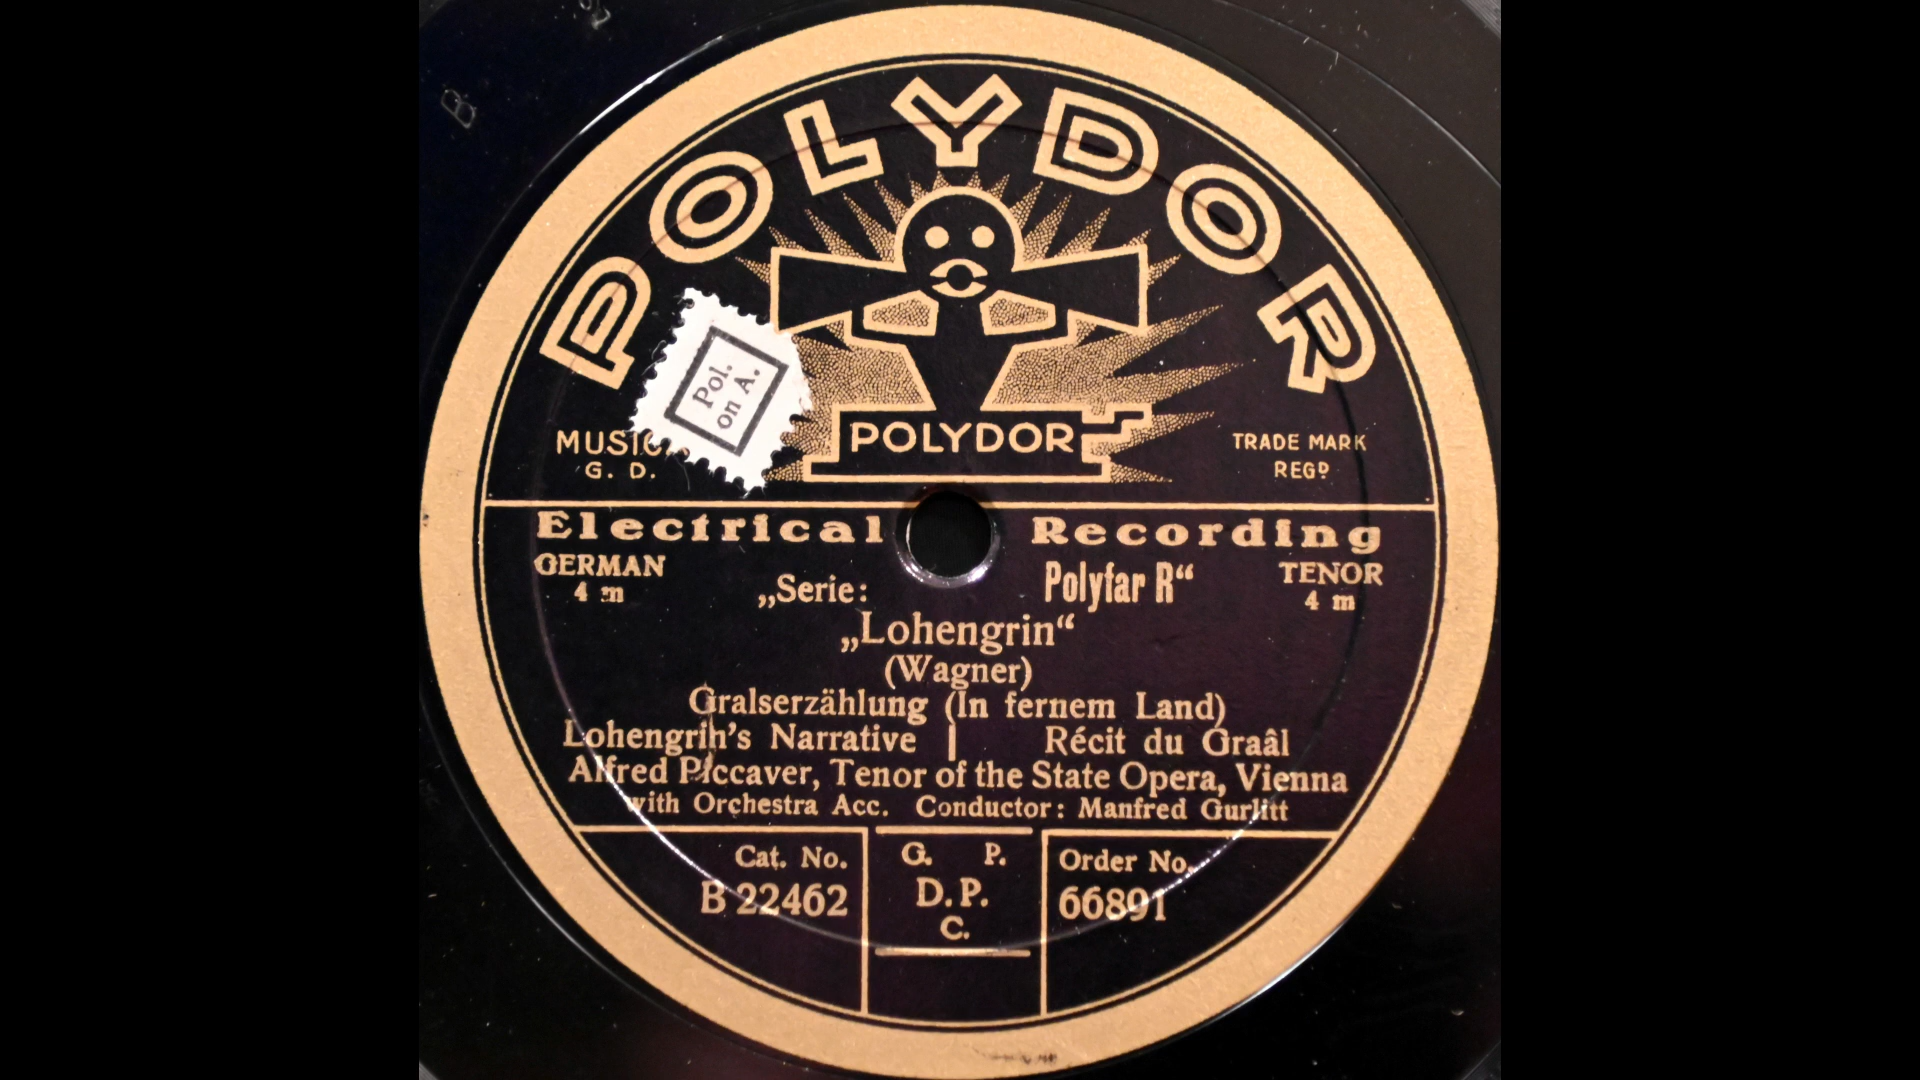 POLYDOR
Pol.
on A.
POLYDOR
MUSIC
G. D.
TRADE MARK
REGD
Electrical Recording
GERMAN
4 m
„Serie: Polyfar R“
TENOR
4 m
„Lohengrin“
(Wagner)
Gralserzählung (In fernem Land)
Lohengrin's Narrative | Récit du Graâl
Alfred Piccaver, Tenor of the State Opera, Vienna
with Orchestra Acc. Conductor: Manfred Gurlitt
Cat. No.
B 22462
G. P.
D. P.
C.
Order No.
66891